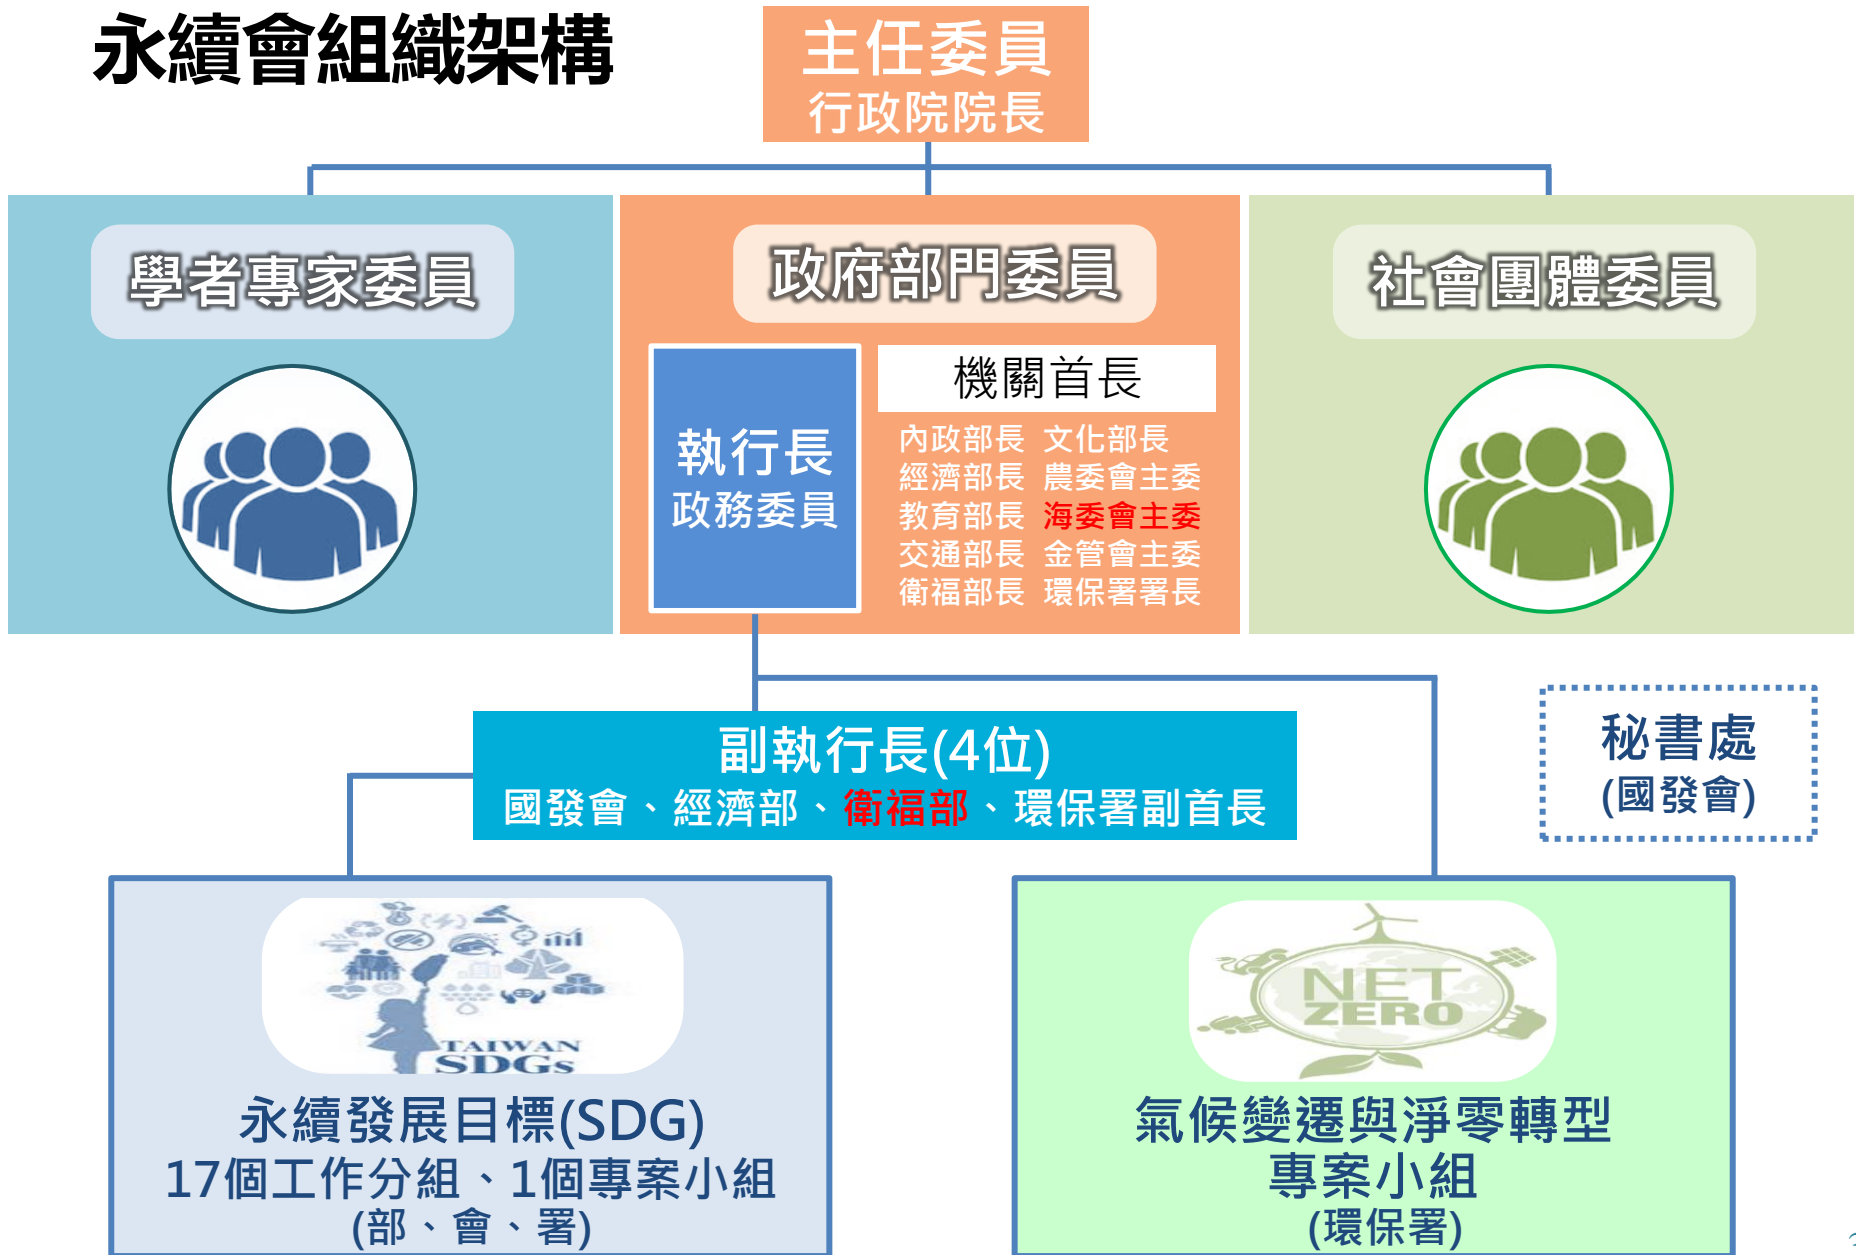 永續會組織架構
主任委員
行政院院長
學者專家委員
政府部門委員
社會團體委員
執行長
政務委員
機關首長
內政部長 文化部長
經濟部長 農委會主委
教育部長 海委會主委
交通部長 金管會主委
衛福部長 環保署署長
副執行長(4位)
國發會、經濟部、衛福部、環保署副首長
秘書處
(國發會)
TAIWAN
SDGs
永續發展目標(SDG)
17個工作分組、1個專案小組
(部、會、署)
NET
ZERO
氣候變遷與淨零轉型
專案小組
(環保署)